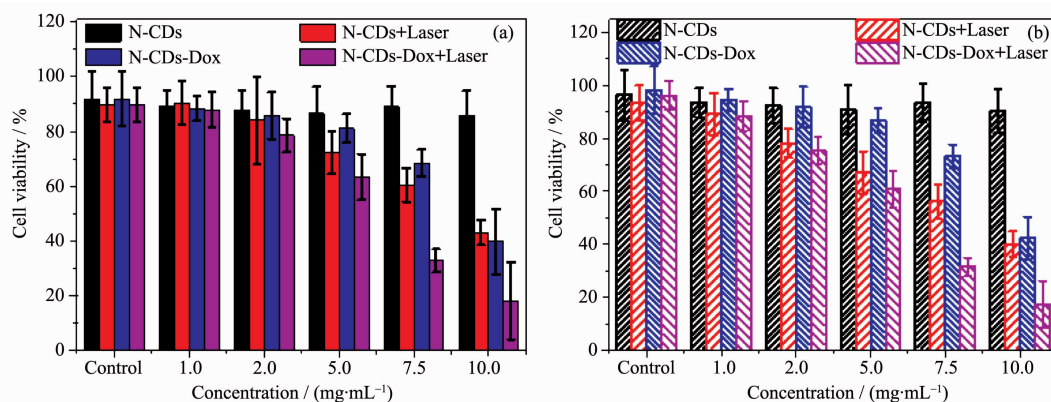 N-CDs N-CDs+Laser (a)
N-CDs-Dox N-CDs-Dox+Laser
120
100
80
60
40
20
0
Cell viability / %
Control 1.0 2.0 5.0 7.5 10.0
Concentration / (mg·mL⁻¹)
N-CDs N-CDs+Laser (b)
N-CDs-Dox N-CDs-Dox+Laser
120
100
80
60
40
20
0
Cell viability / %
Control 1.0 2.0 5.0 7.5 10.0
Concentration / (mg·mL⁻¹)